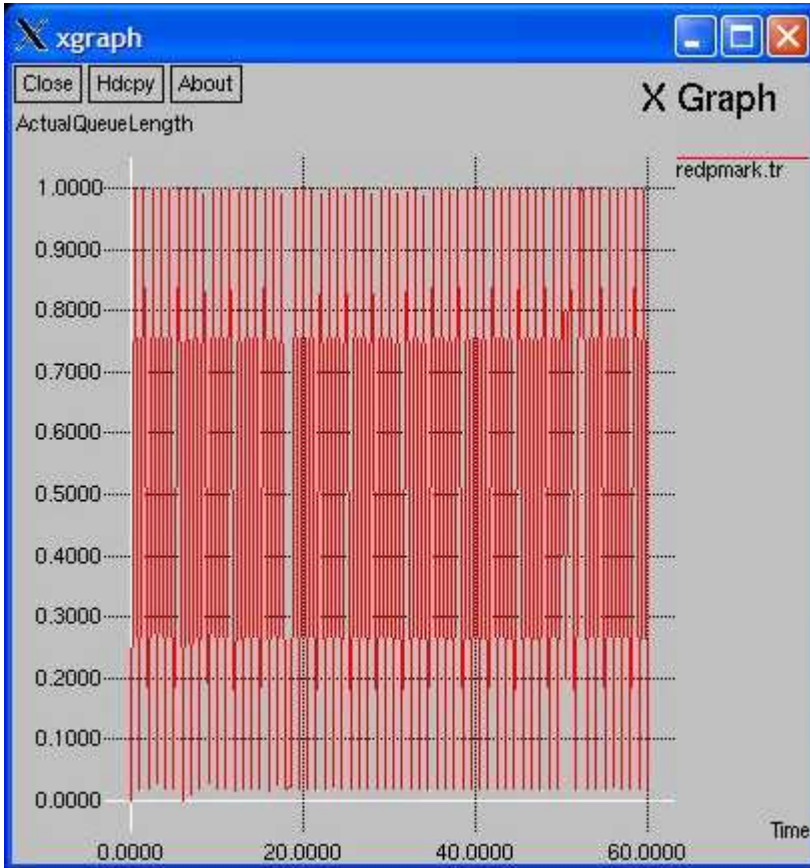 X xgraph
Close Hdcpy About
X Graph
ActualQueueLength
redpmark.tr
1.0000
0.9000
0.8000
0.7000
0.6000
0.5000
0.4000
0.3000
0.2000
0.1000
0.0000
Time
0.0000 20.0000 40.0000 60.0000